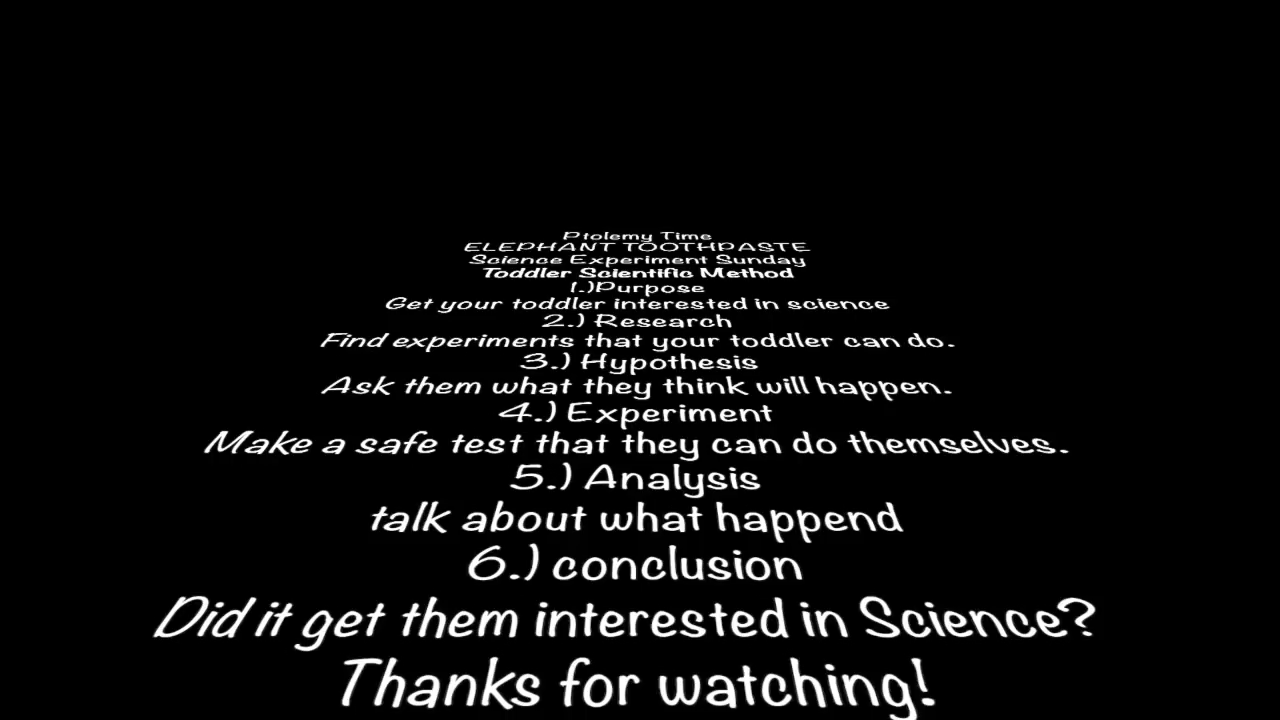 Ptolemy Time
ELEPHANT TOOTHPASTE
Science Experiment Sunday
Toddler Scientific Method
1.)Purpose
Get your toddler interested in science
2.) Research
Find experiments that your toddler can do.
3.) Hypothesis
Ask them what they think will happen.
4.) Experiment
Make a safe test that they can do themselves.
5.) Analysis
talk about what happend
6.) conclusion
Did it get them interested in Science?
Thanks for watching!